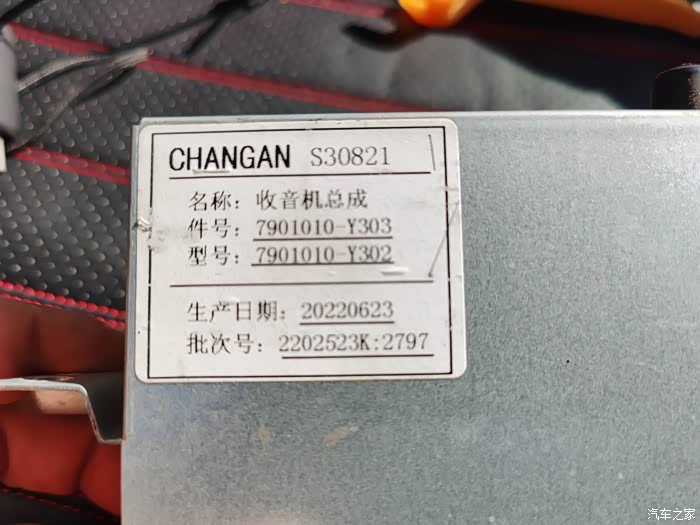 CHANGAN S30821
名称：收音机总成
件号：7901010-Y303
型号：7901010-Y302
生产日期：20220623
批次号：2202523K:2797
汽车之家